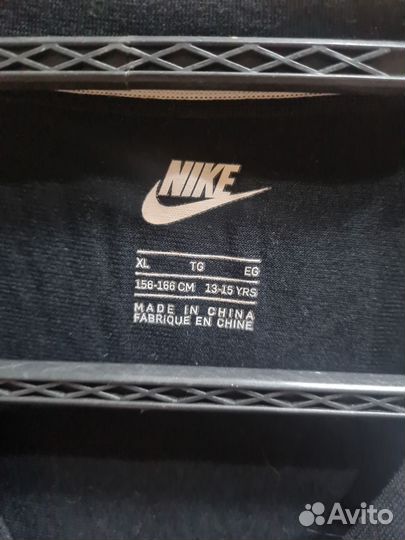 NIKE
XL TG EG
156-166 CM 13-15 YRS
MADE IN CHINA
FABRIQUE EN CHINE
Avito